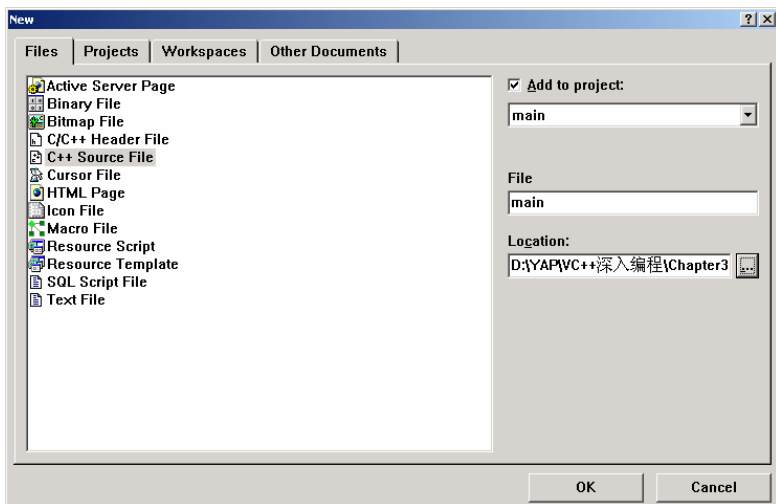 New
Files
Projects
Workspaces
Other Documents
Active Server Page
Binary File
Bitmap File
C/C++ Header File
C++ Source File
Cursor File
HTML Page
Icon File
Macro File
Resource Script
Resource Template
SQL Script File
Text File
Add to project:
main
File
main
Location:
D:\YAP\VC++深入编程\Chapter3
...
OK
Cancel